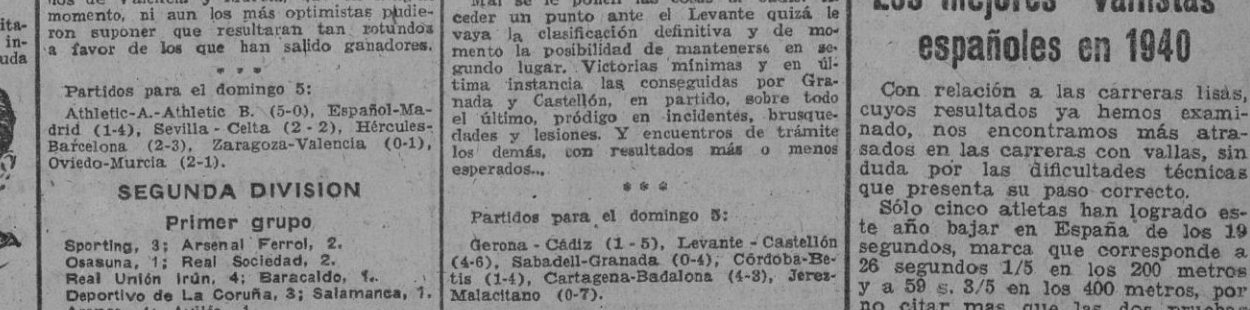 momento, ni aun los más optimistas pudie-
ron suponer que resultaran tan rotundos
a favor de los que han salido ganadores.
* * *
Partidos para el domingo 5:
Athletic-A.-Athletic B. (5-0), Español-Ma-
drid (1-4), Sevilla - Celta (2 - 2), Hércules-
Barcelona (2-3), Zaragoza-Valencia (0-1),
Oviedo-Murcia (2-1).
SEGUNDA DIVISION
Primer grupo
Sporting, 3; Arsenal Ferrol, 2.
Osasuna, 1; Real Sociedad, 2.
Real Unión Irún, 4; Baracaldo, 1.
Deportivo de La Coruña, 3; Salamanca, 1.
ceder un punto ante el Levante quizá le
vaya la clasificación definitiva y de mo-
mento la posibilidad de mantenerse en se-
gundo lugar. Victorias mínimas y en úl-
tima instancia las conseguidas por Gra-
nada y Castellón, en partido, sobre todo
el último, pródigo en incidentes, brusque-
dades y lesiones. Y encuentros de trámite
los demás, con resultados más o menos
esperados...
* * *
Partidos para el domingo 5:
Gerona - Cádiz (1 - 5), Levante - Castellón
(4-6), Sabadell-Granada (0-4), Córdoba-Be-
tis (1-4), Cartagena-Badalona (4-3), Jerez-
Malacitano (0-7).
Los mejores vallistas
españoles en 1940
Con relación a las carreras lisas,
cuyos resultados ya hemos exami-
nado, nos encontramos más atra-
sados en las carreras con vallas, sin
duda por las dificultades técnicas
que presenta su paso correcto.
Sólo cinco atletas han logrado es-
te año bajar en España de los 19
segundos, marca que corresponde a
26 segundos 1/5 en los 200 metros
y a 59 s. 3/5 en los 400 metros, por
no citar mas que las dos pruebas